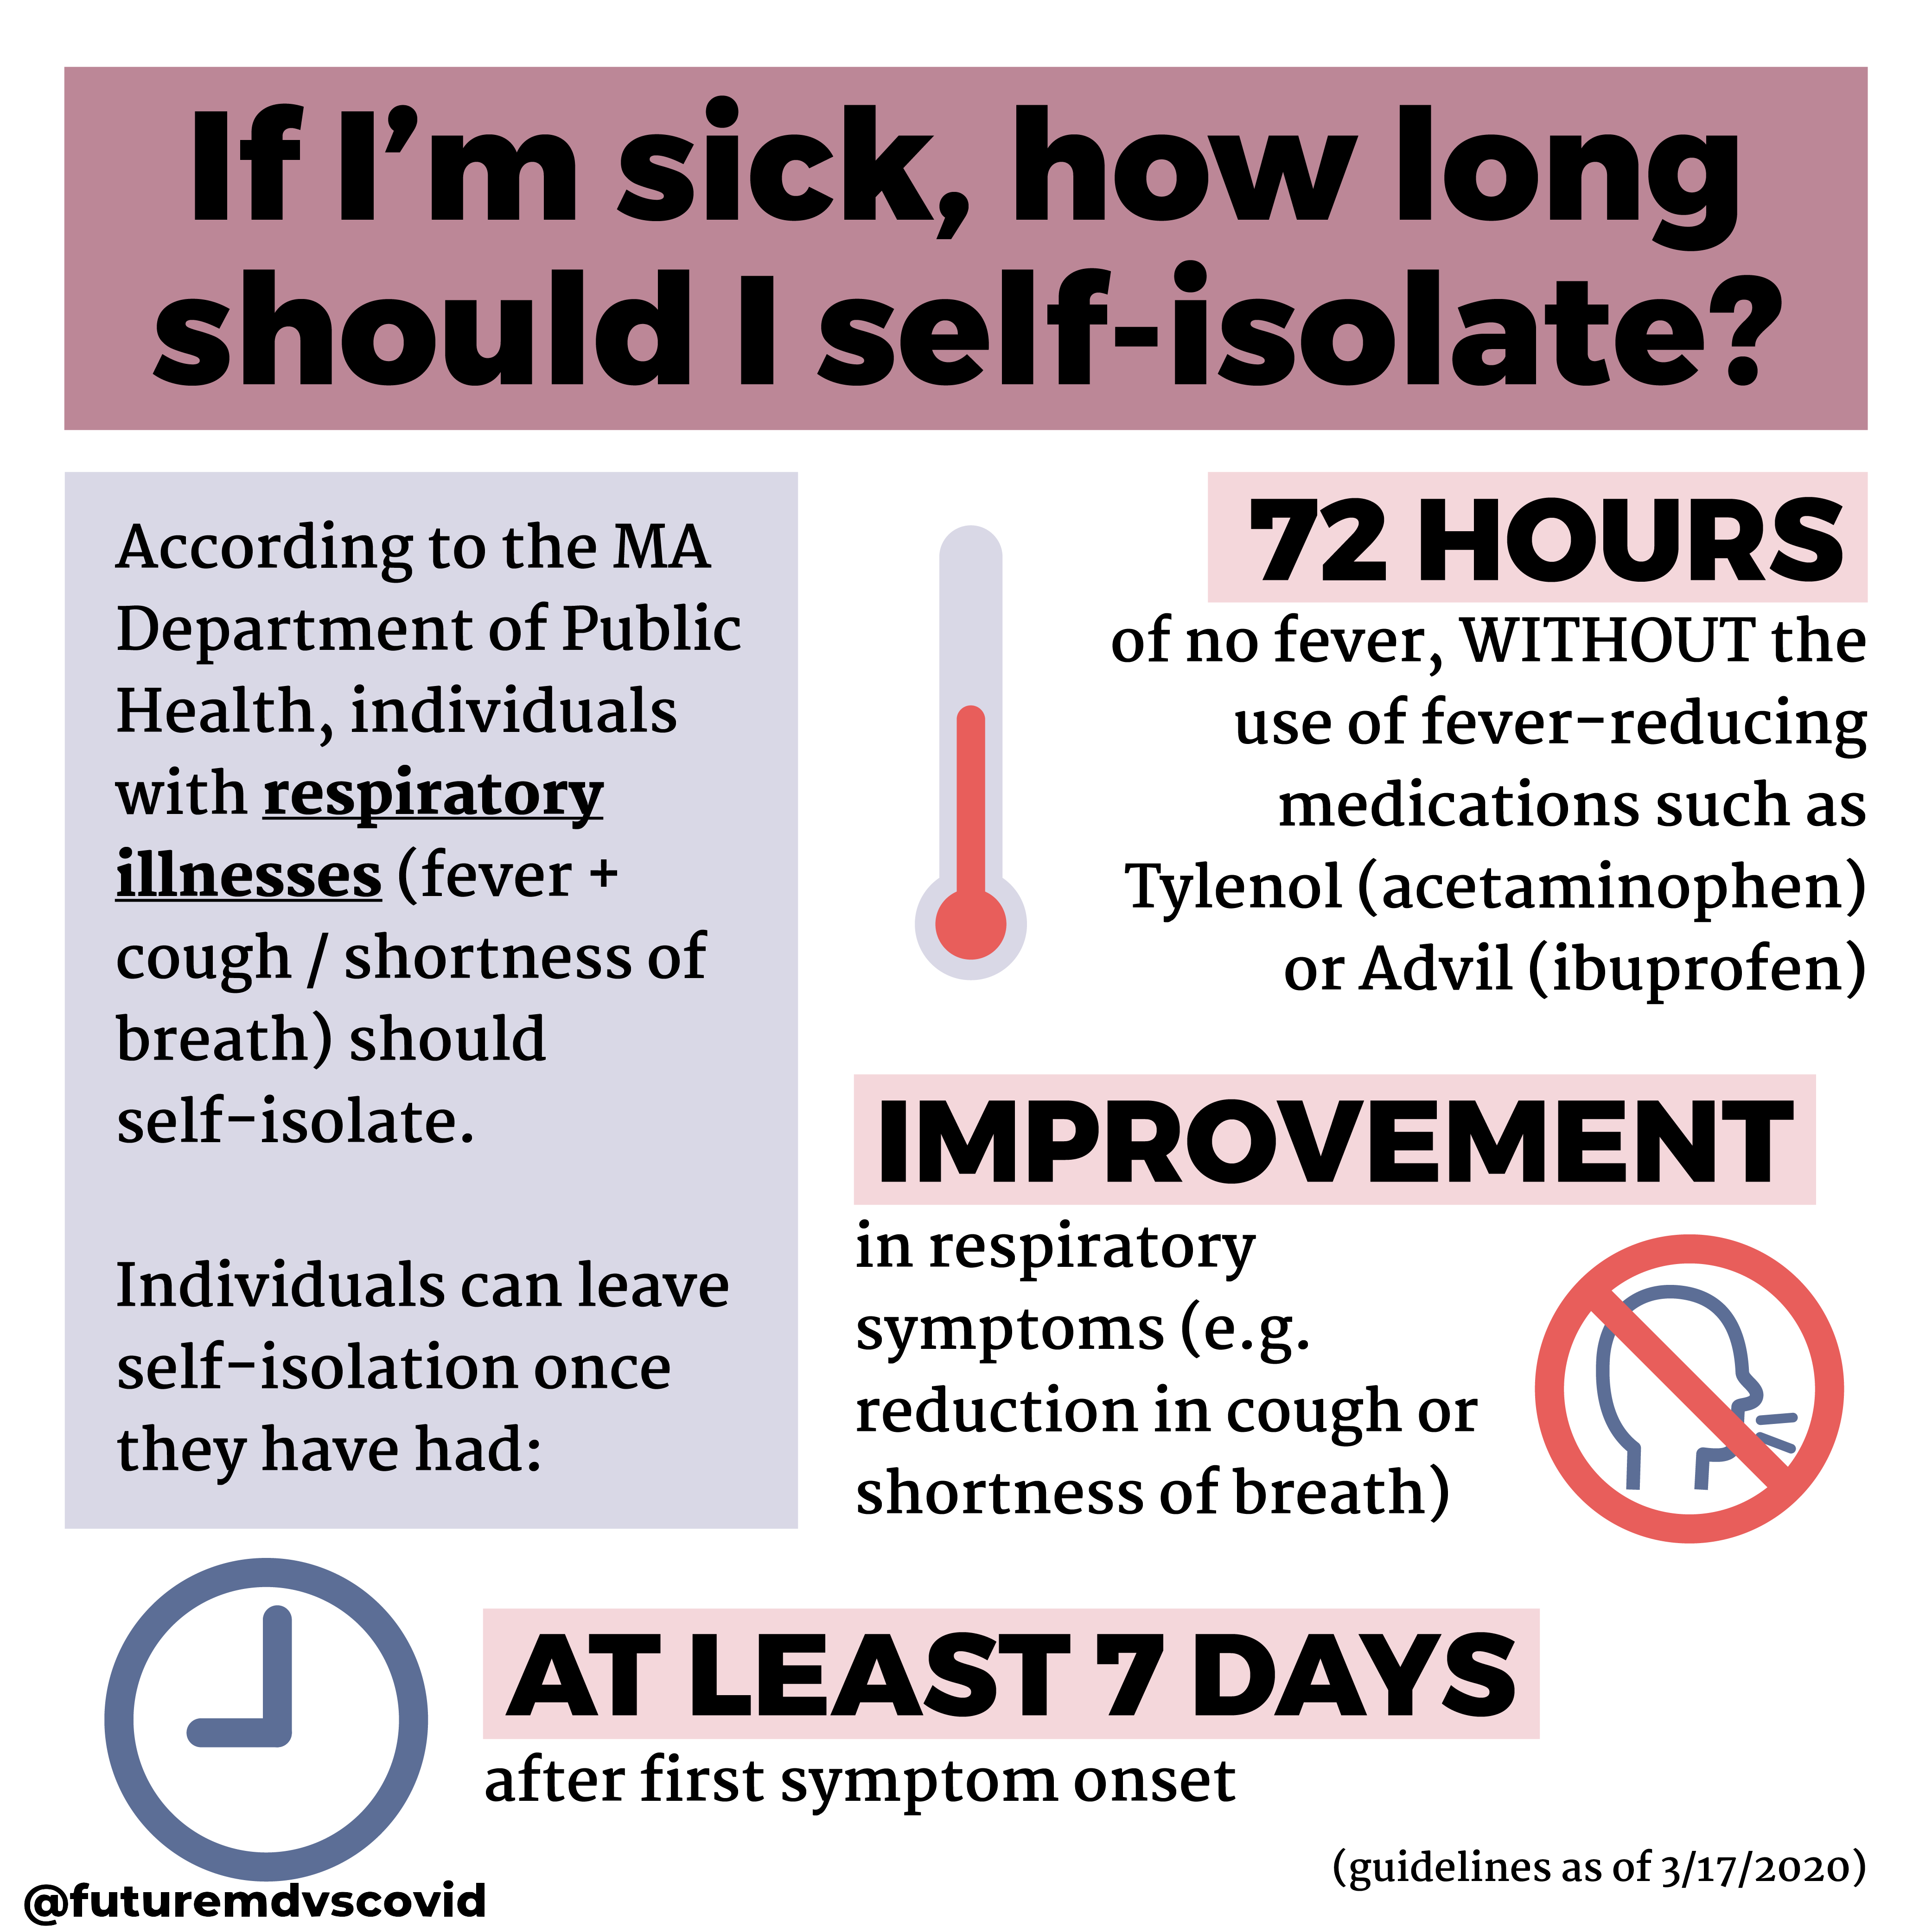 If I’m sick, how long
should I self-isolate?
According to the MA
Department of Public
Health, individuals
with respiratory
illnesses (fever +
cough / shortness of
breath) should
self-isolate.
Individuals can leave
self-isolation once
they have had:
72 HOURS
of no fever, WITHOUT the
use of fever-reducing
medications such as
Tylenol (acetaminophen)
or Advil (ibuprofen)
IMPROVEMENT
in respiratory
symptoms (e.g.
reduction in cough or
shortness of breath)
AT LEAST 7 DAYS
after first symptom onset
(guidelines as of 3/17/2020)
@futuremdvscovid